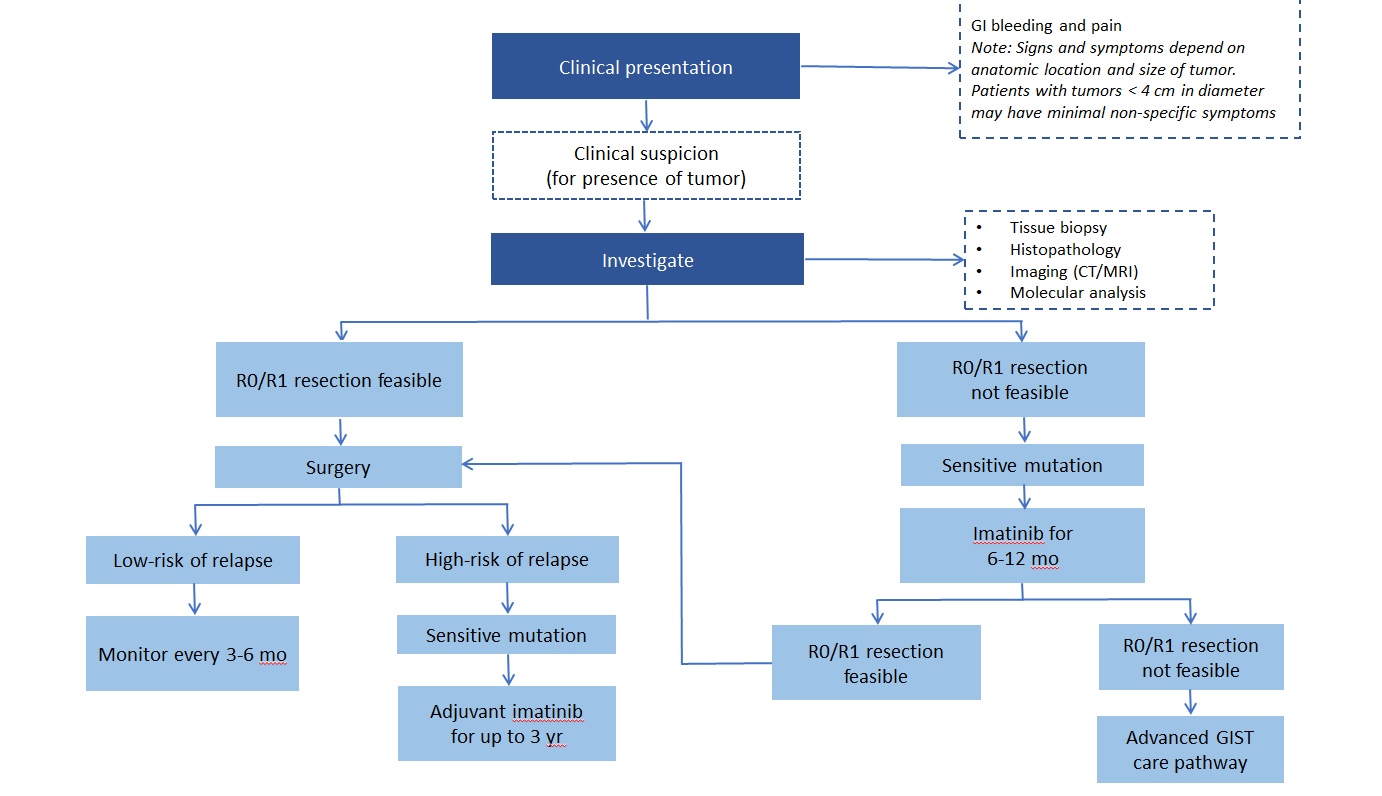 Clinical presentation
GI bleeding and pain
Note: Signs and symptoms depend on
anatomic location and size of tumor.
Patients with tumors < 4 cm in diameter
may have minimal non-specific symptoms
Clinical suspicion
(for presence of tumor)
Investigate
• Tissue biopsy
• Histopathology
• Imaging (CT/MRI)
• Molecular analysis
R0/R1 resection feasible
R0/R1 resection
not feasible
Surgery
Sensitive mutation
Imatinib for
6-12 mo
Low-risk of relapse
High-risk of relapse
Monitor every 3-6 mo
Sensitive mutation
Adjuvant imatinib
for up to 3 yr
R0/R1 resection
feasible
R0/R1 resection
not feasible
Advanced GIST
care pathway